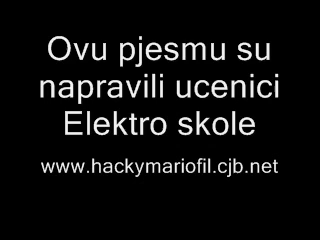 Ovu pjesmu su
napravili ucenici
Elektro skole
www.hackymariofil.cjb.net